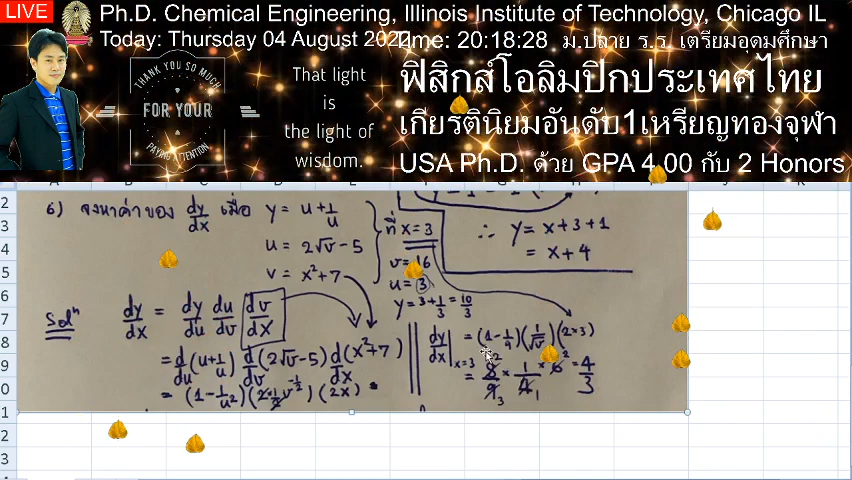 LIVE
Ph.D. Chemical Engineering, Illinois Institute of Technology, Chicago IL
Today: Thursday 04 August 2022
Time: 20:18:28 ม.ปลาย ร.ร. เตรียมอุดมศึกษา
THANK YOU SO MUCH
FOR YOUR
PAYING ATTENTION
That light
is
the light of
wisdom.
ฟิสิกส์โอลิมปิกประเทศไทย
เกียรตินิยมอันดับ1เหรียญทองจุฬา
USA Ph.D. ด้วย GPA 4.00 กับ 2 Honors
6) จงหาค่าของ dy/dx เมื่อ y = u + 1/u
u = 2√v - 5
v = x²+7
ที่ x = 3
v = 16
u = 3
y = 3 + 1/3 = 10/3
∴ y = x + 3 + 1
= x + 4
Solⁿ dy/dx = dy/du du/dv dv/dx
= d/du (u + 1/u) d/dv (2√v - 5) d/dx (x² + 7)
= (1 - 1/u²)(2·1/2 v^-1/2)(2x)
dy/dx | x=3 = (1 - 1/9)(1/√v)(2×3)
= 8/9 × 1/4 × 6 = 4/3